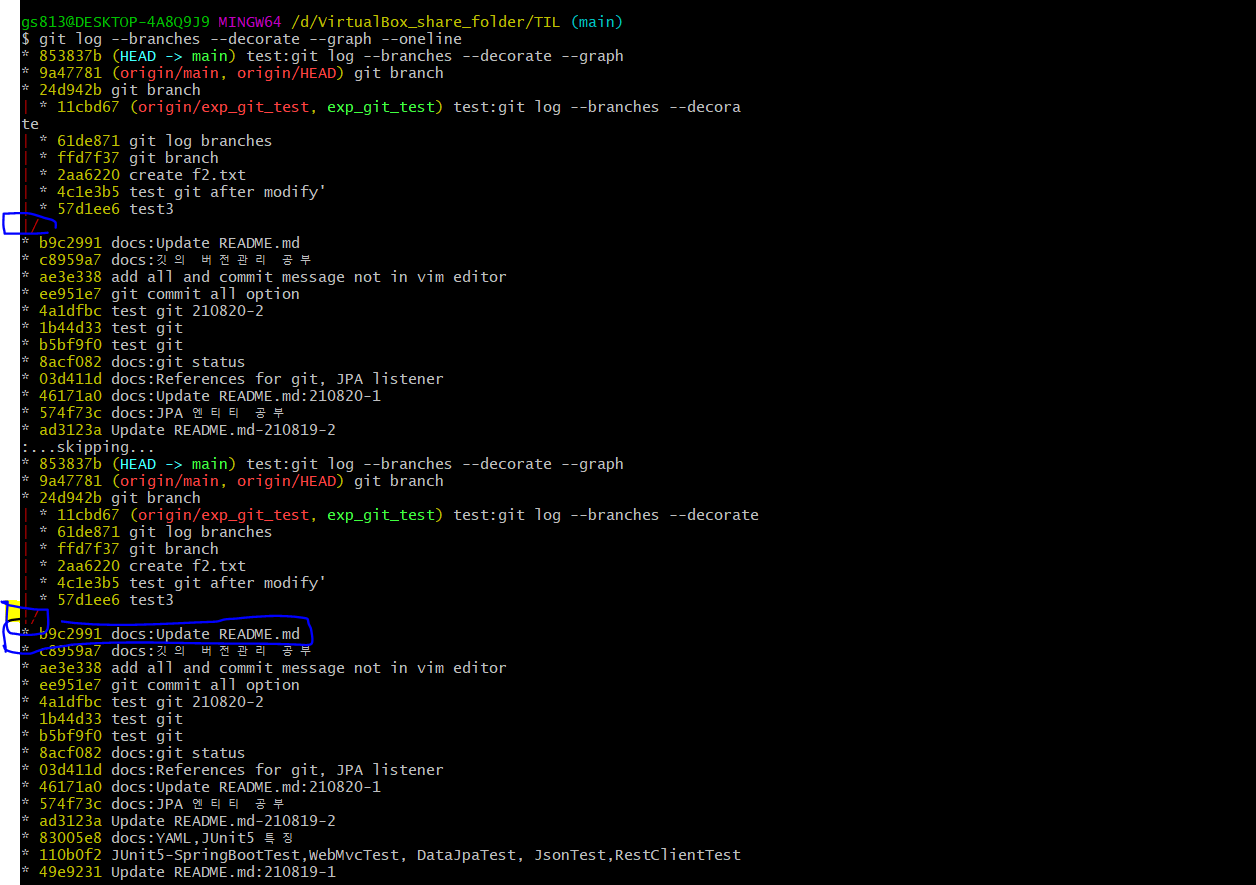 gs813@DESKTOP-4A8Q9J9 MINGW64 /d/VirtualBox_share_folder/TIL (main)
$ git log --branches --decorate --graph --oneline
* 853837b (HEAD -> main) test:git log --branches --decorate --graph
* 9a47781 (origin/main, origin/HEAD) git branch
* 24d942b git branch
| * 11cbd67 (origin/exp_git_test, exp_git_test) test:git log --branches --decora
te
| * 61de871 git log branches
| * ffd7f37 git branch
| * 2aa6220 create f2.txt
| * 4c1e3b5 test git after modify'
| * 57d1ee6 test3
|/
* b9c2991 docs:Update README.md
* c8959a7 docs:깃의 버전관리 공부
* ae3e338 add all and commit message not in vim editor
* ee951e7 git commit all option
* 4a1dfbc test git 210820-2
* 1b44d33 test git
* b5bf9f0 test git
* 8acf082 docs:git status
* 03d411d docs:References for git, JPA listener
* 46171a0 docs:Update README.md:210820-1
* 574f73c docs:JPA 엔티티 공부
* ad3123a Update README.md-210819-2
:...skipping...
* 853837b (HEAD -> main) test:git log --branches --decorate --graph
* 9a47781 (origin/main, origin/HEAD) git branch
* 24d942b git branch
| * 11cbd67 (origin/exp_git_test, exp_git_test) test:git log --branches --decorate
| * 61de871 git log branches
| * ffd7f37 git branch
| * 2aa6220 create f2.txt
| * 4c1e3b5 test git after modify'
| * 57d1ee6 test3
|/
* b9c2991 docs:Update README.md
* c8959a7 docs:깃의 버전관리 공부
* ae3e338 add all and commit message not in vim editor
* ee951e7 git commit all option
* 4a1dfbc test git 210820-2
* 1b44d33 test git
* b5bf9f0 test git
* 8acf082 docs:git status
* 03d411d docs:References for git, JPA listener
* 46171a0 docs:Update README.md:210820-1
* 574f73c docs:JPA 엔티티 공부
* ad3123a Update README.md-210819-2
* 83005e8 docs:YAML,JUnit5 특징
* 110b0f2 JUnit5-SpringBootTest,WebMvcTest, DataJpaTest, JsonTest,RestClientTest
* 49e9231 Update README.md:210819-1